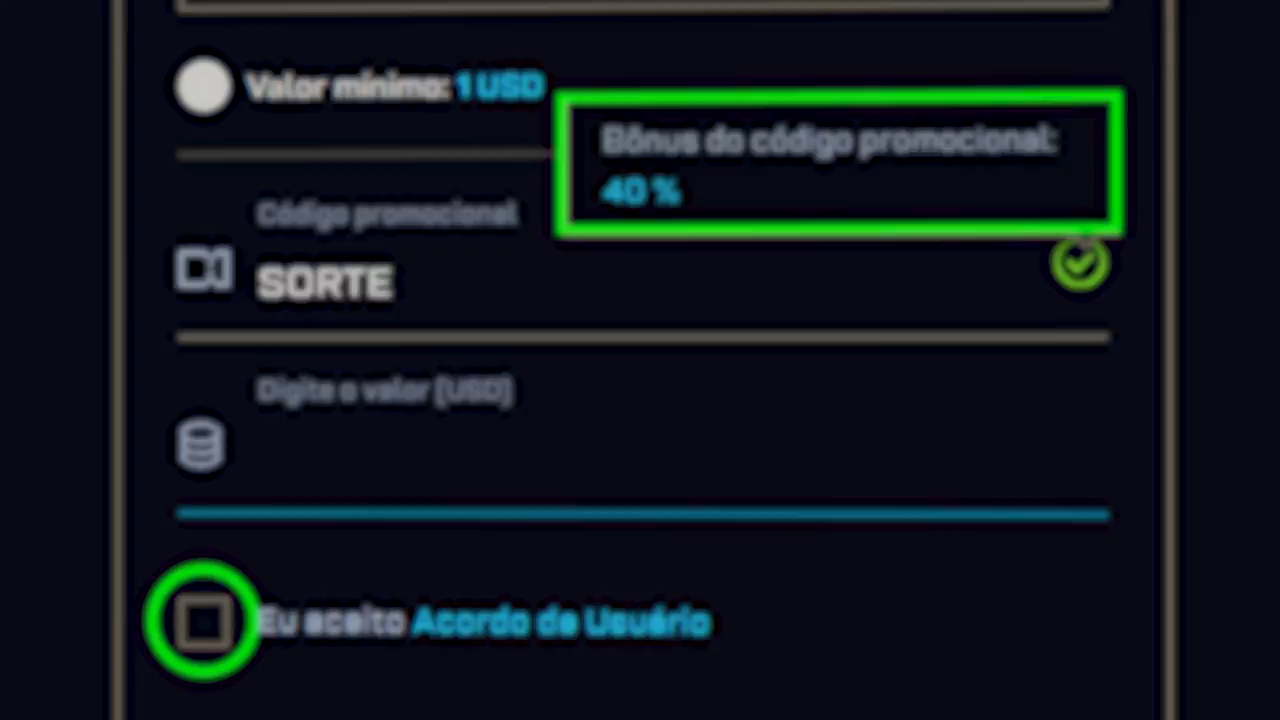 Valor mínimo: 1 USD
Bônus do código promocional:
40 %
Código promocional
SORTE
Digite o valor (USD)
Eu aceito Acordo de Usuário